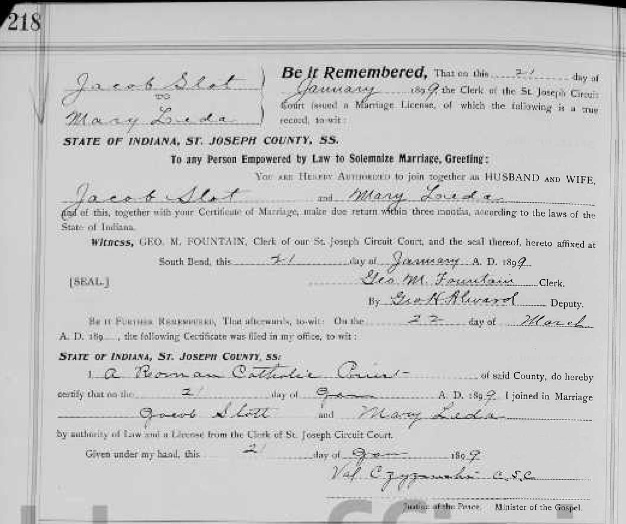 218
Jacob Slot
to
Mary Leda
Be It Remembered, That on this 21 day of
January 1899, the Clerk of the St. Joseph Circuit
Court issued a Marriage License, of which the following is a true
record, to-wit:
STATE OF INDIANA, ST. JOSEPH COUNTY, SS.
To any Person Empowered by Law to Solemnize Marriage, Greeting:
YOU ARE HEREBY AUTHORIZED to join together as HUSBAND AND WIFE,
Jacob Slot and Mary Leda
and of this, together with your Certificate of Marriage, make due return within three months, according to the laws of the
State of Indiana.
Witness, GEO. M. FOUNTAIN, Clerk of our St. Joseph Circuit Court, and the seal thereof, hereto affixed at
South Bend, this 21 day of January A. D. 1899
[SEAL] Geo. M. Fountain Clerk.
By Geo H Alward Deputy.
BE IT FURTHER REMEMBERED, That afterwards, to-wit: On the 22 day of March
A. D. 189 , the following Certificate was filed in my office, to-wit:
STATE OF INDIANA, ST. JOSEPH COUNTY, SS:
I A Roman Catholic Priest of said County, do hereby
certify that on the 21 day of Jan A. D. 1899 I joined in Marriage
Jacob Slott and Mary Leda
by authority of Law and a License from the Clerk of St. Joseph Circuit Court.
Given under my hand, this 21 day of Jan 1899
Val. Czyzewski C.S.C
Justice of the Peace. Minister of the Gospel.